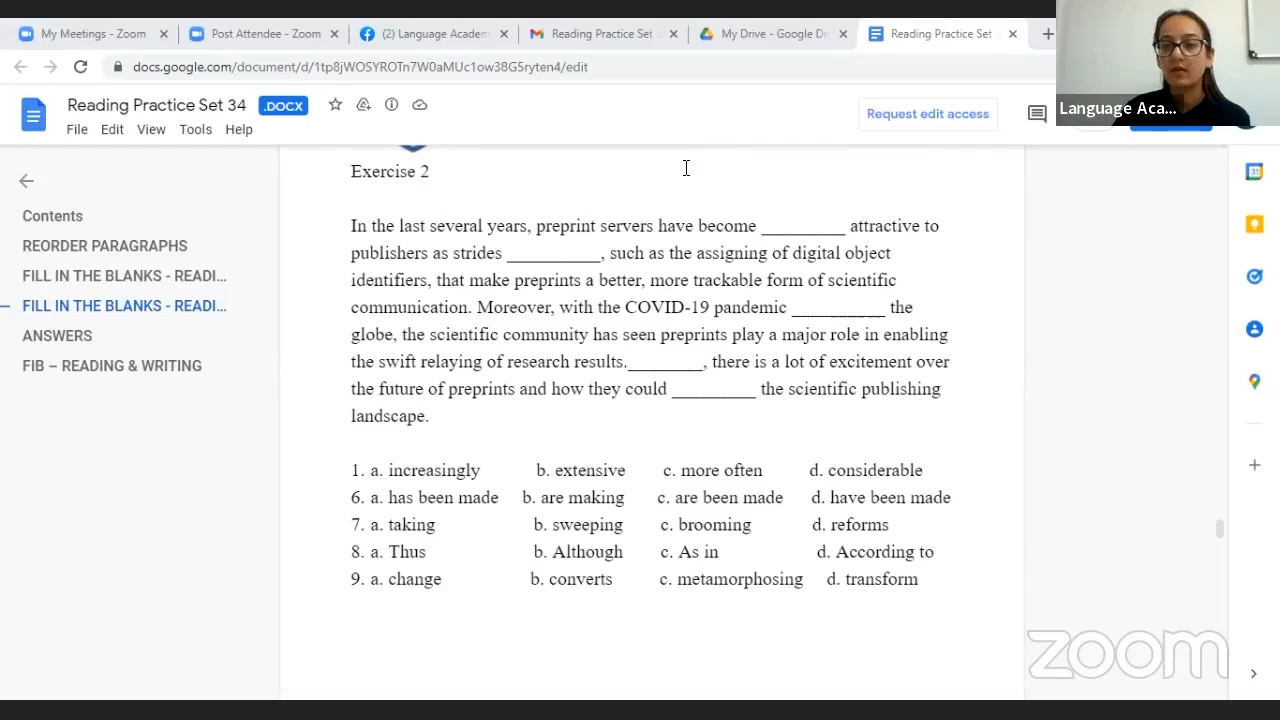 My Meetings - Zoom
Post Attendee - Zoom
(2) Language Academ
Reading Practice Set
My Drive - Google Dr
Reading Practice Set
docs.google.com/document/d/1tp8jWOSYROTn7W0aMUc1ow38G5ryten4/edit
Language Aca...
Reading Practice Set 34 .DOCX
Request edit access
File Edit View Tools Help
Contents
REORDER PARAGRAPHS
FILL IN THE BLANKS - READI...
FILL IN THE BLANKS - READI...
ANSWERS
FIB – READING & WRITING
Exercise 2
In the last several years, preprint servers have become _________ attractive to
publishers as strides __________, such as the assigning of digital object
identifiers, that make preprints a better, more trackable form of scientific
communication. Moreover, with the COVID-19 pandemic __________ the
globe, the scientific community has seen preprints play a major role in enabling
the swift relaying of research results.________, there is a lot of excitement over
the future of preprints and how they could _________ the scientific publishing
landscape.
1. a. increasingly b. extensive c. more often d. considerable
6. a. has been made b. are making c. are been made d. have been made
7. a. taking b. sweeping c. brooming d. reforms
8. a. Thus b. Although c. As in d. According to
9. a. change b. converts c. metamorphosing d. transform
31
zoom